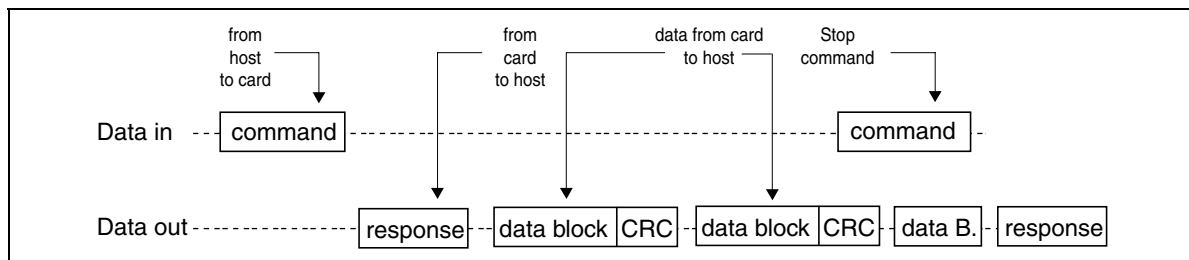 from
host
to card
from
card
to host
data from card
to host
Stop
command
Data in
command
command
Data out
response
data block
CRC
data block
CRC
data B.
response